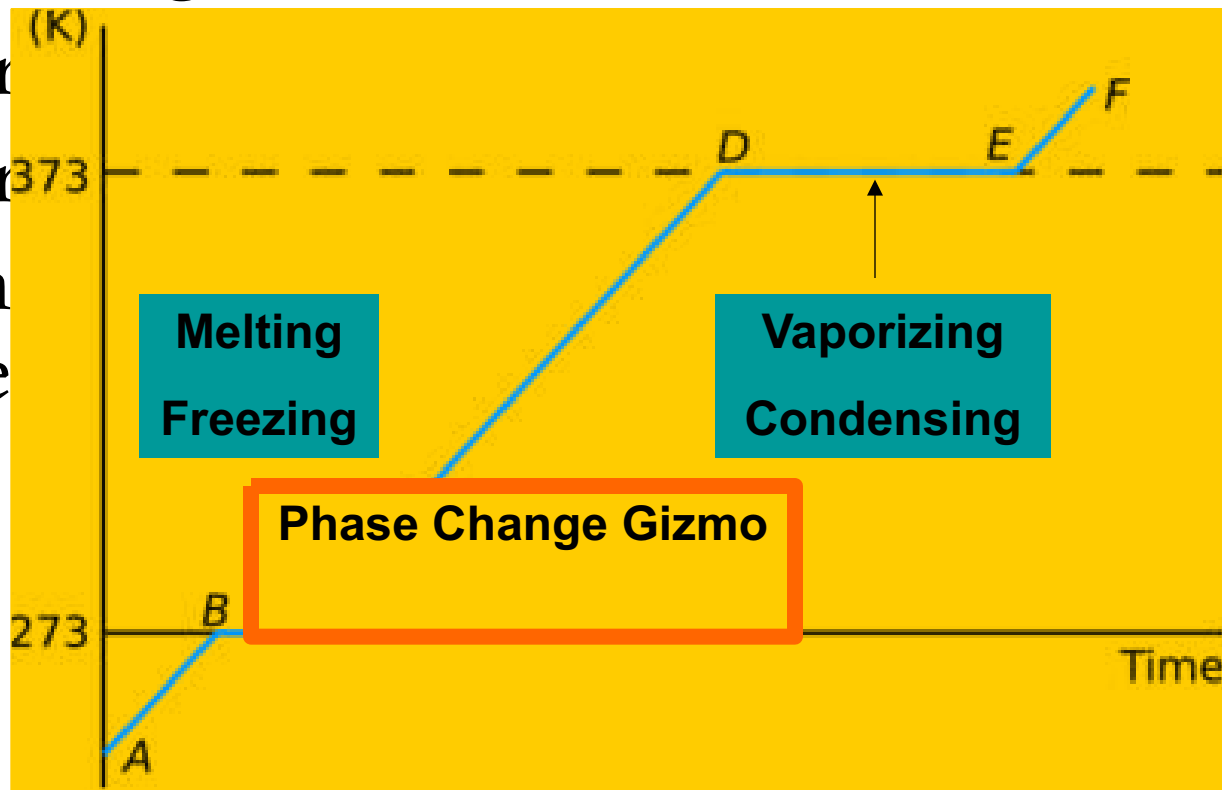 (K)
F
D
E
373
Melting
Freezing
Vaporizing
Condensing
Phase Change Gizmo
B
273
Time
A